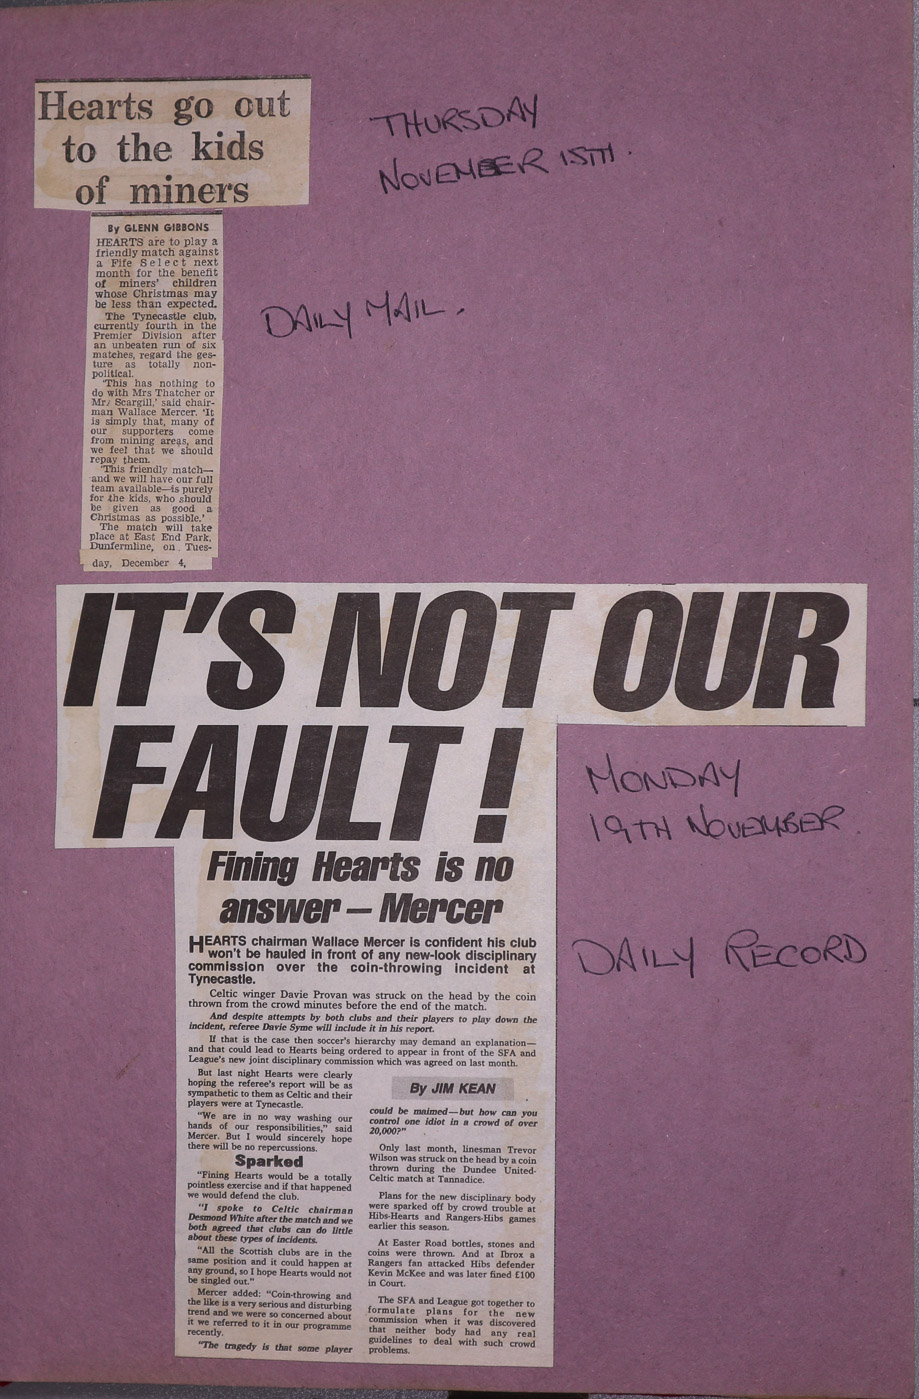 Hearts go out
to the kids
of miners
THURSDAY
NOVEMBER 15TH.
By GLENN GIBBONS
HEARTS are to play a
friendly match against
a Fife Select next
month for the benefit
of miners' children
whose Christmas may
be less than expected.
The Tynecastle club,
currently fourth in the
Premier Division after
an unbeaten run of six
matches, regard the ges-
ture as totally non-
political.
'This has nothing to
do with Mrs Thatcher or
Mr Scargill,' said chair-
man Wallace Mercer. 'It
is simply that, many of
our supporters come
from mining areas, and
we feel that we should
repay them.
'This friendly match—
and we will have our full
team available—is purely
for the kids, who should
be given as good a
Christmas as possible.'
The match will take
place at East End Park,
Dunfermline, on Tues-
day, December 4,
DAILY MAIL.
IT'S NOT OUR
FAULT!
MONDAY
19TH NOVEMBER
DAILY RECORD
Fining Hearts is no
answer — Mercer
HEARTS chairman Wallace Mercer is confident his club
won't be hauled in front of any new-look disciplinary
commission over the coin-throwing incident at
Tynecastle.
Celtic winger Davie Provan was struck on the head by the coin
thrown from the crowd minutes before the end of the match.
And despite attempts by both clubs and their players to play down the
incident, referee Davie Syme will include it in his report.
If that is the case then soccer's hierarchy may demand an explanation—
and that could lead to Hearts being ordered to appear in front of the SFA and
League's new joint disciplinary commission which was agreed on last month.
But last night Hearts were clearly
hoping the referee's report will be as
sympathetic to them as Celtic and their
players were at Tynecastle.
"We are in no way washing our
hands of our responsibilities," said
Mercer. But I would sincerely hope
there will be no repercussions.
Sparked
"Fining Hearts would be a totally
pointless exercise and if that happened
we would defend the club.
"I spoke to Celtic chairman
Desmond White after the match and we
both agreed that clubs can do little
about these types of incidents.
"All the Scottish clubs are in the
same position and it could happen at
any ground, so I hope Hearts would not
be singled out."
Mercer added: "Coin-throwing and
the like is a very serious and disturbing
trend and we were so concerned about
it we referred to it in our programme
recently.
"The tragedy is that some player
By JIM KEAN
could be maimed—but how can you
control one idiot in a crowd of over
20,000?"
Only last month, linesman Trevor
Wilson was struck on the head by a coin
thrown during the Dundee United-
Celtic match at Tannadice.
Plans for the new disciplinary body
were sparked off by crowd trouble at
Hibs-Hearts and Rangers-Hibs games
earlier this season.
At Easter Road bottles, stones and
coins were thrown. And at Ibrox a
Rangers fan attacked Hibs defender
Kevin McKee and was later fined £100
in Court.
The SFA and League got together to
formulate plans for the new
commission when it was discovered
that neither body had any real
guidelines to deal with such crowd
problems.